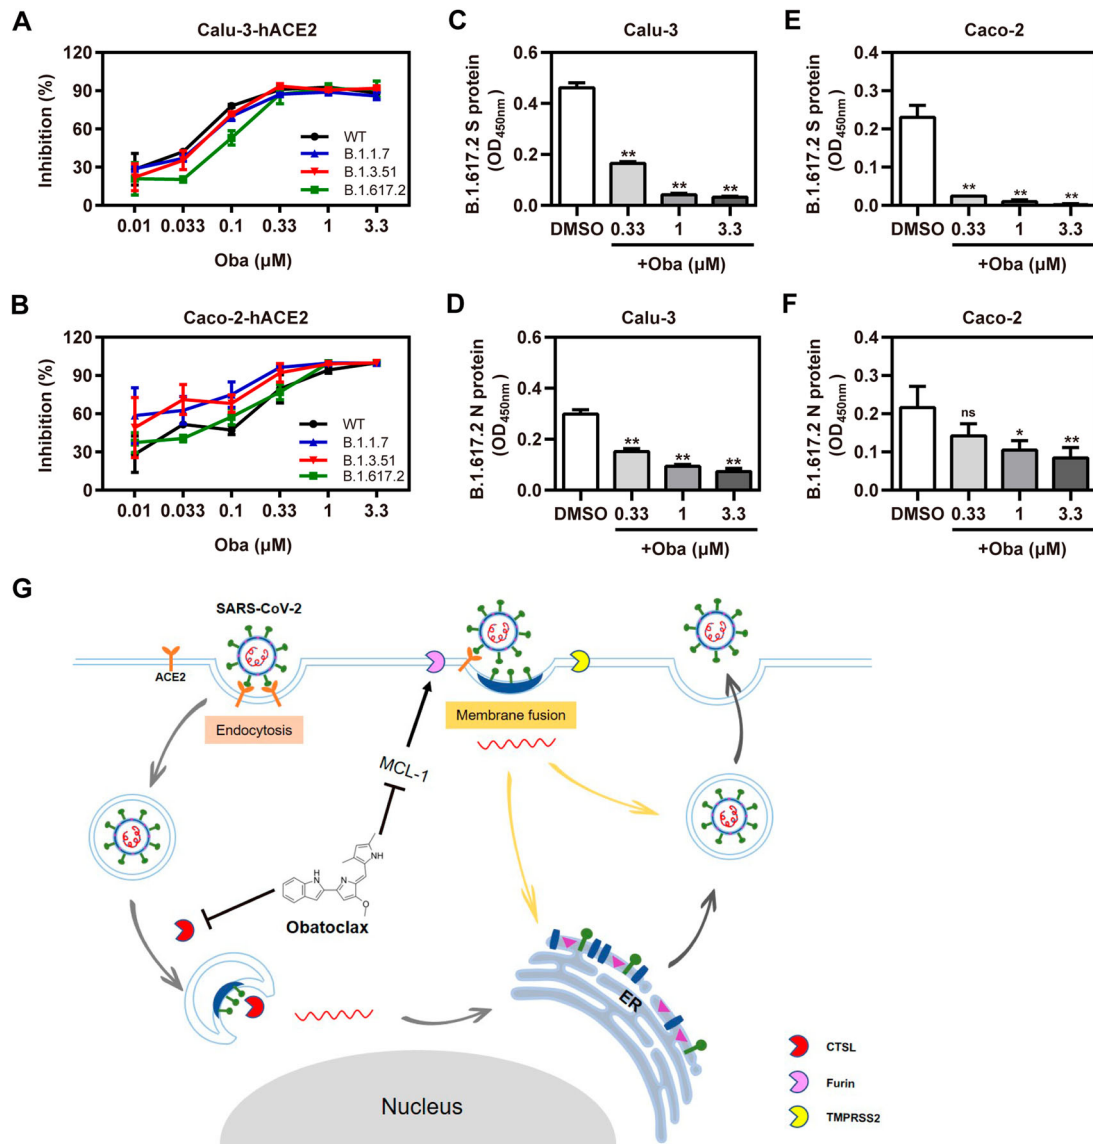 A
Calu-3-hACE2
Inhibition (%)
120
90
60
30
0
WT
B.1.1.7
B.1.3.51
B.1.617.2
0.01 0.033 0.1 0.33 1 3.3
Oba (µM)
B
Caco-2-hACE2
Inhibition (%)
120
90
60
30
0
WT
B.1.1.7
B.1.3.51
B.1.617.2
0.01 0.033 0.1 0.33 1 3.3
Oba (µM)
C
Calu-3
B.1.617.2 S protein
(OD450nm)
0.6
0.4
0.2
0.0
** ** **
DMSO 0.33 1 3.3
+Oba (µM)
D
Calu-3
B.1.617.2 N protein
(OD450nm)
0.6
0.4
0.2
0.0
** ** **
DMSO 0.33 1 3.3
+Oba (µM)
E
Caco-2
B.1.617.2 S protein
(OD450nm)
0.4
0.3
0.2
0.1
0.0
** ** **
DMSO 0.33 1 3.3
+Oba (µM)
F
Caco-2
B.1.617.2 N protein
(OD450nm)
0.4
0.3
0.2
0.1
0.0
ns * **
DMSO 0.33 1 3.3
+Oba (µM)
G
SARS-CoV-2
ACE2
Endocytosis
Membrane fusion
MCL-1
NH
H
N
N
O
Obatoclax
ER
Nucleus
CTSL
Furin
TMPRSS2